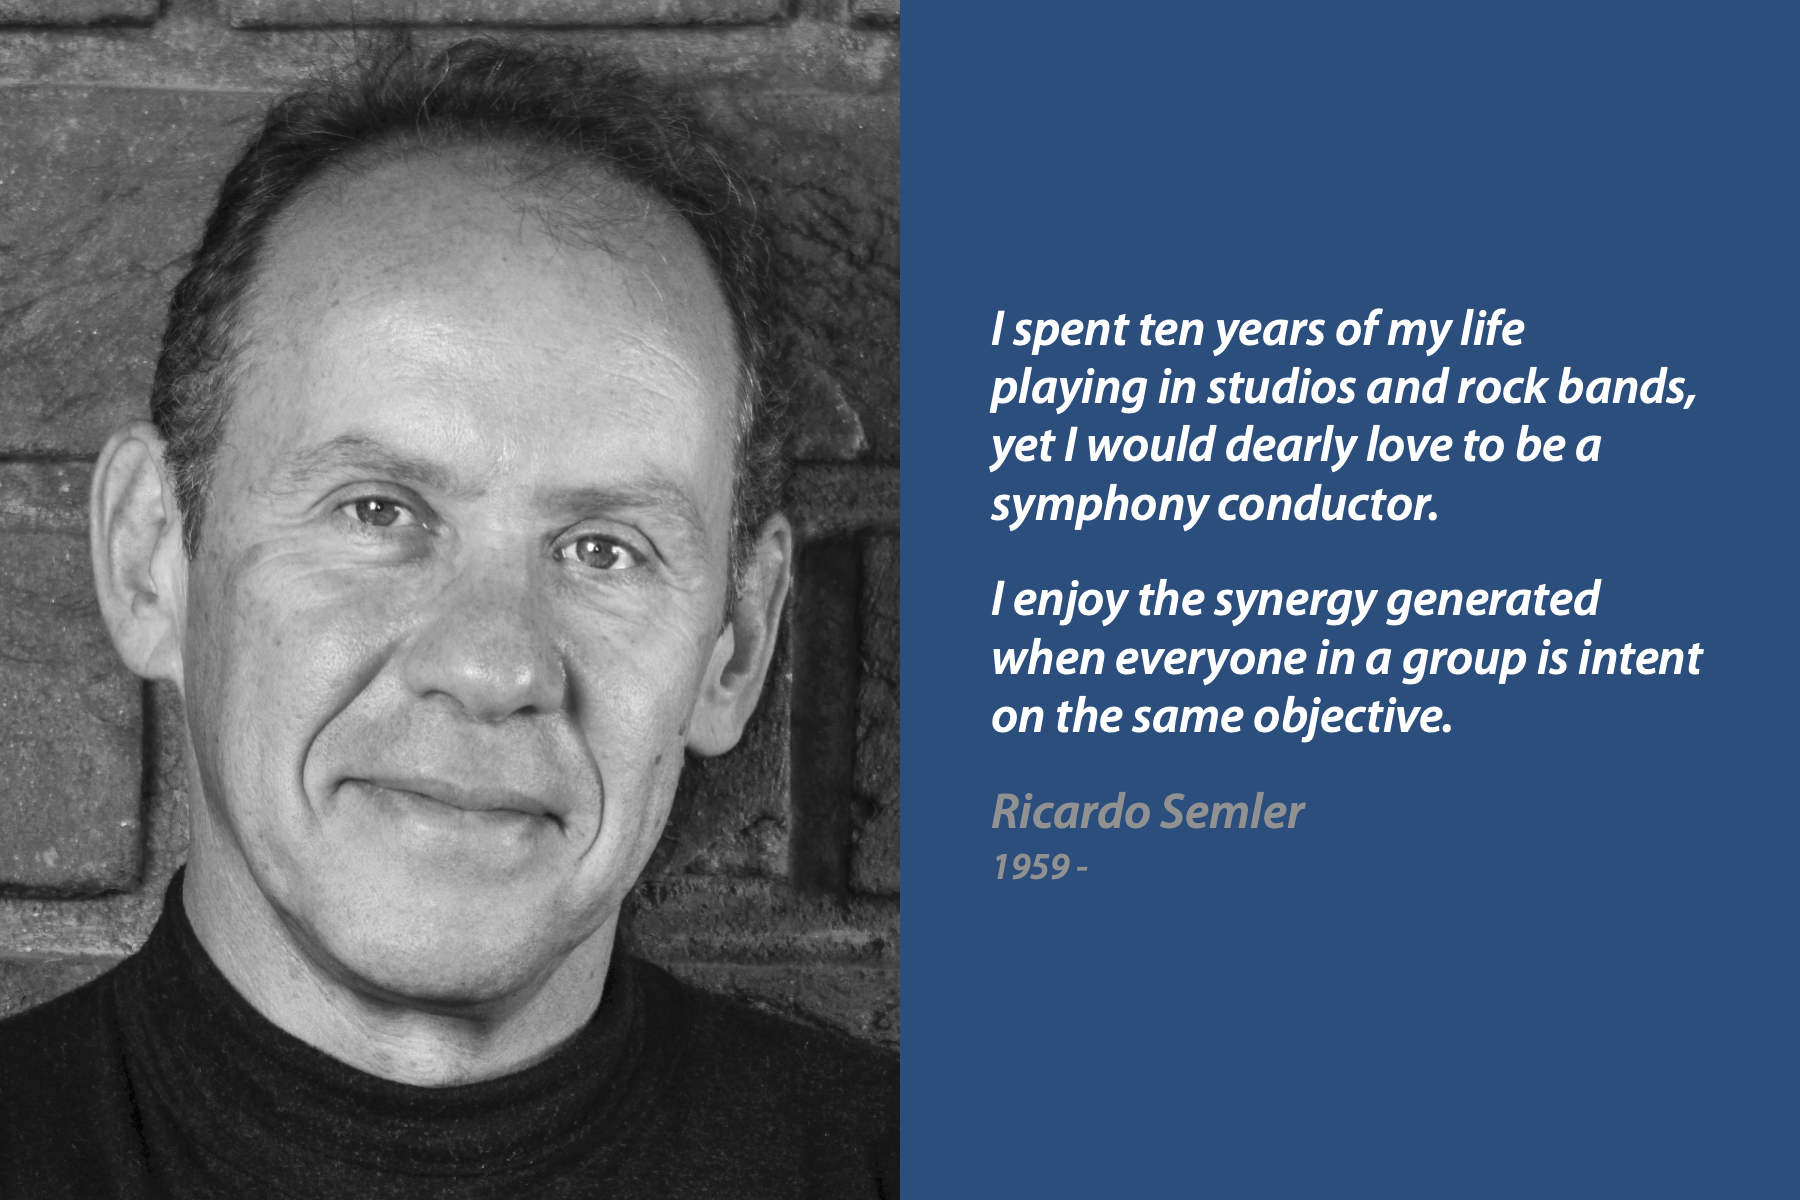 I spent ten years of my life
playing in studios and rock bands,
yet I would dearly love to be a
symphony conductor.
I enjoy the synergy generated
when everyone in a group is intent
on the same objective.
Ricardo Semler
1959 -